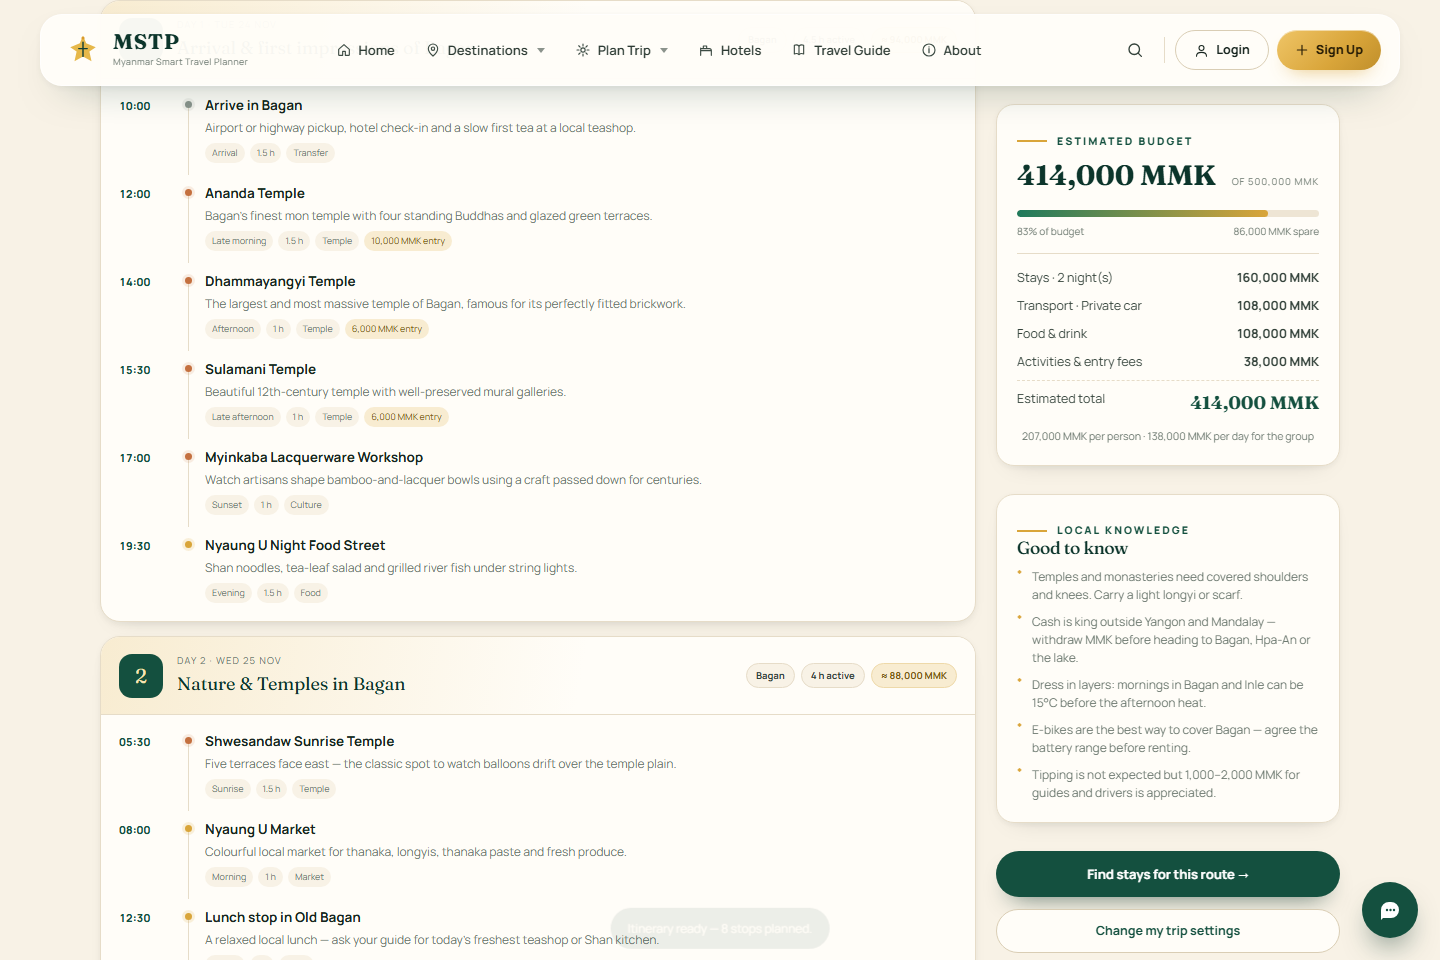 MSTP
Myanmar Smart Travel Planner
Home
Destinations
Plan Trip
Hotels
Travel Guide
About
Login
Sign Up
10:00
Arrive in Bagan
Airport or highway pickup, hotel check-in and a slow first tea at a local teashop.
Arrival
1.5 h
Transfer
12:00
Ananda Temple
Bagan's finest mon temple with four standing Buddhas and glazed green terraces.
Late morning
1.5 h
Temple
10,000 MMK entry
14:00
Dhammayangyi Temple
The largest and most massive temple of Bagan, famous for its perfectly fitted brickwork.
Afternoon
1 h
Temple
6,000 MMK entry
15:30
Sulamani Temple
Beautiful 12th-century temple with well-preserved mural galleries.
Late afternoon
1 h
Temple
6,000 MMK entry
17:00
Myinkaba Lacquerware Workshop
Watch artisans shape bamboo-and-lacquer bowls using a craft passed down for centuries.
Sunset
1 h
Culture
19:30
Nyaung U Night Food Street
Shan noodles, tea-leaf salad and grilled river fish under string lights.
Evening
1.5 h
Food
2
DAY 2 · WED 25 NOV
Nature & Temples in Bagan
Bagan
4 h active
≈ 88,000 MMK
05:30
Shwesandaw Sunrise Temple
Five terraces face east — the classic spot to watch balloons drift over the temple plain.
Sunrise
1.5 h
Temple
08:00
Nyaung U Market
Colourful local market for thanaka, longyis, thanaka paste and fresh produce.
Morning
1 h
Market
12:30
Lunch stop in Old Bagan
A relaxed local lunch — ask your guide for today's freshest teashop or Shan kitchen.
Itinerary ready — 8 stops planned
ESTIMATED BUDGET
414,000 MMK
OF 500,000 MMK
83% of budget
86,000 MMK spare
Stays · 2 night(s)
160,000 MMK
Transport · Private car
108,000 MMK
Food & drink
108,000 MMK
Activities & entry fees
38,000 MMK
Estimated total
414,000 MMK
207,000 MMK per person · 138,000 MMK per day for the group
LOCAL KNOWLEDGE
Good to know
Temples and monasteries need covered shoulders
and knees. Carry a light longyi or scarf.
Cash is king outside Yangon and Mandalay —
withdraw MMK before heading to Bagan, Hpa-An or
the lake.
Dress in layers: mornings in Bagan and Inle can be
15°C before the afternoon heat.
E-bikes are the best way to cover Bagan — agree the
battery range before renting.
Tipping is not expected but 1,000–2,000 MMK for
guides and drivers is appreciated.
Find stays for this route →
Change my trip settings